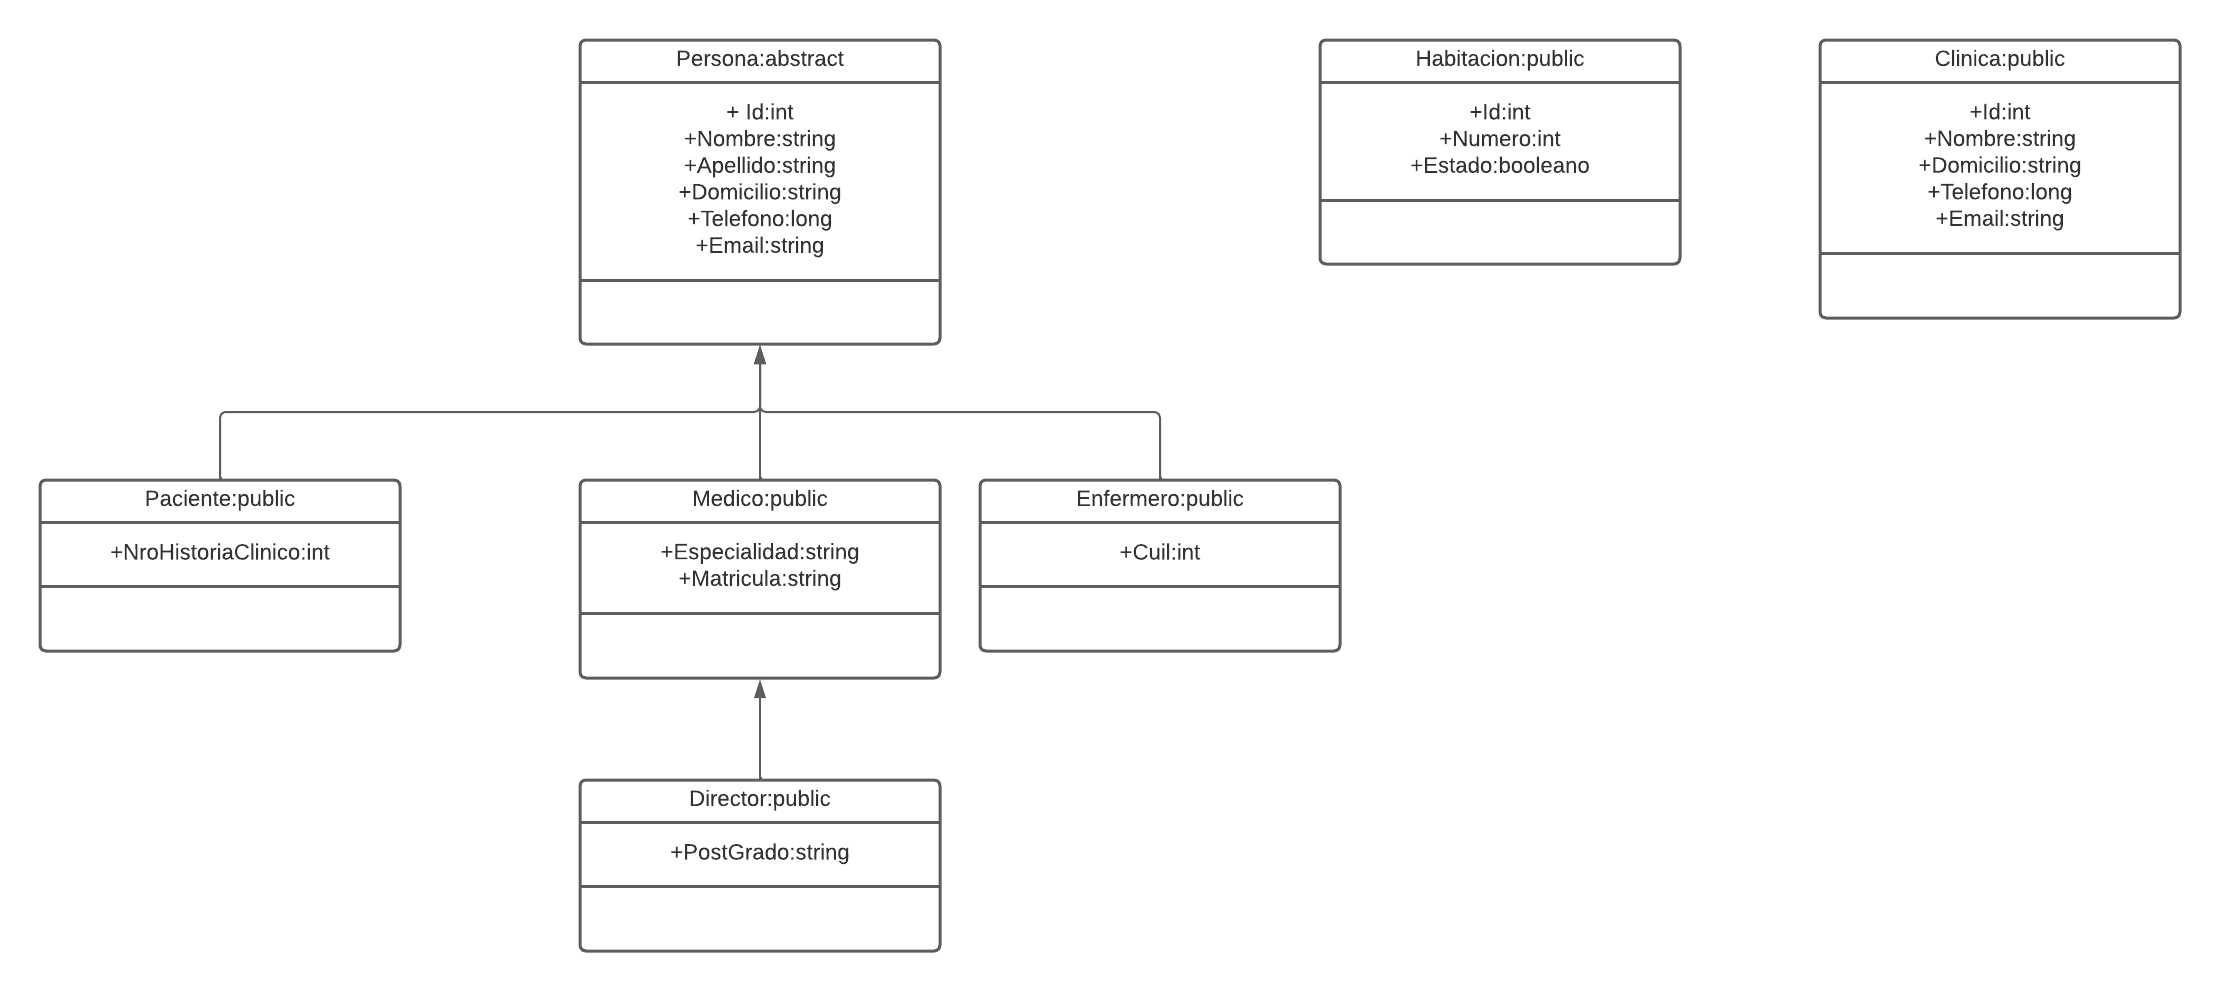 Persona:abstract
+ Id:int
+Nombre:string
+Apellido:string
+Domicilio:string
+Telefono:long
+Email:string
Habitacion:public
+Id:int
+Numero:int
+Estado:booleano
Clinica:public
+Id:int
+Nombre:string
+Domicilio:string
+Telefono:long
+Email:string
Paciente:public
+NroHistoriaClinico:int
Medico:public
+Especialidad:string
+Matricula:string
Enfermero:public
+Cuil:int
Director:public
+PostGrado:string